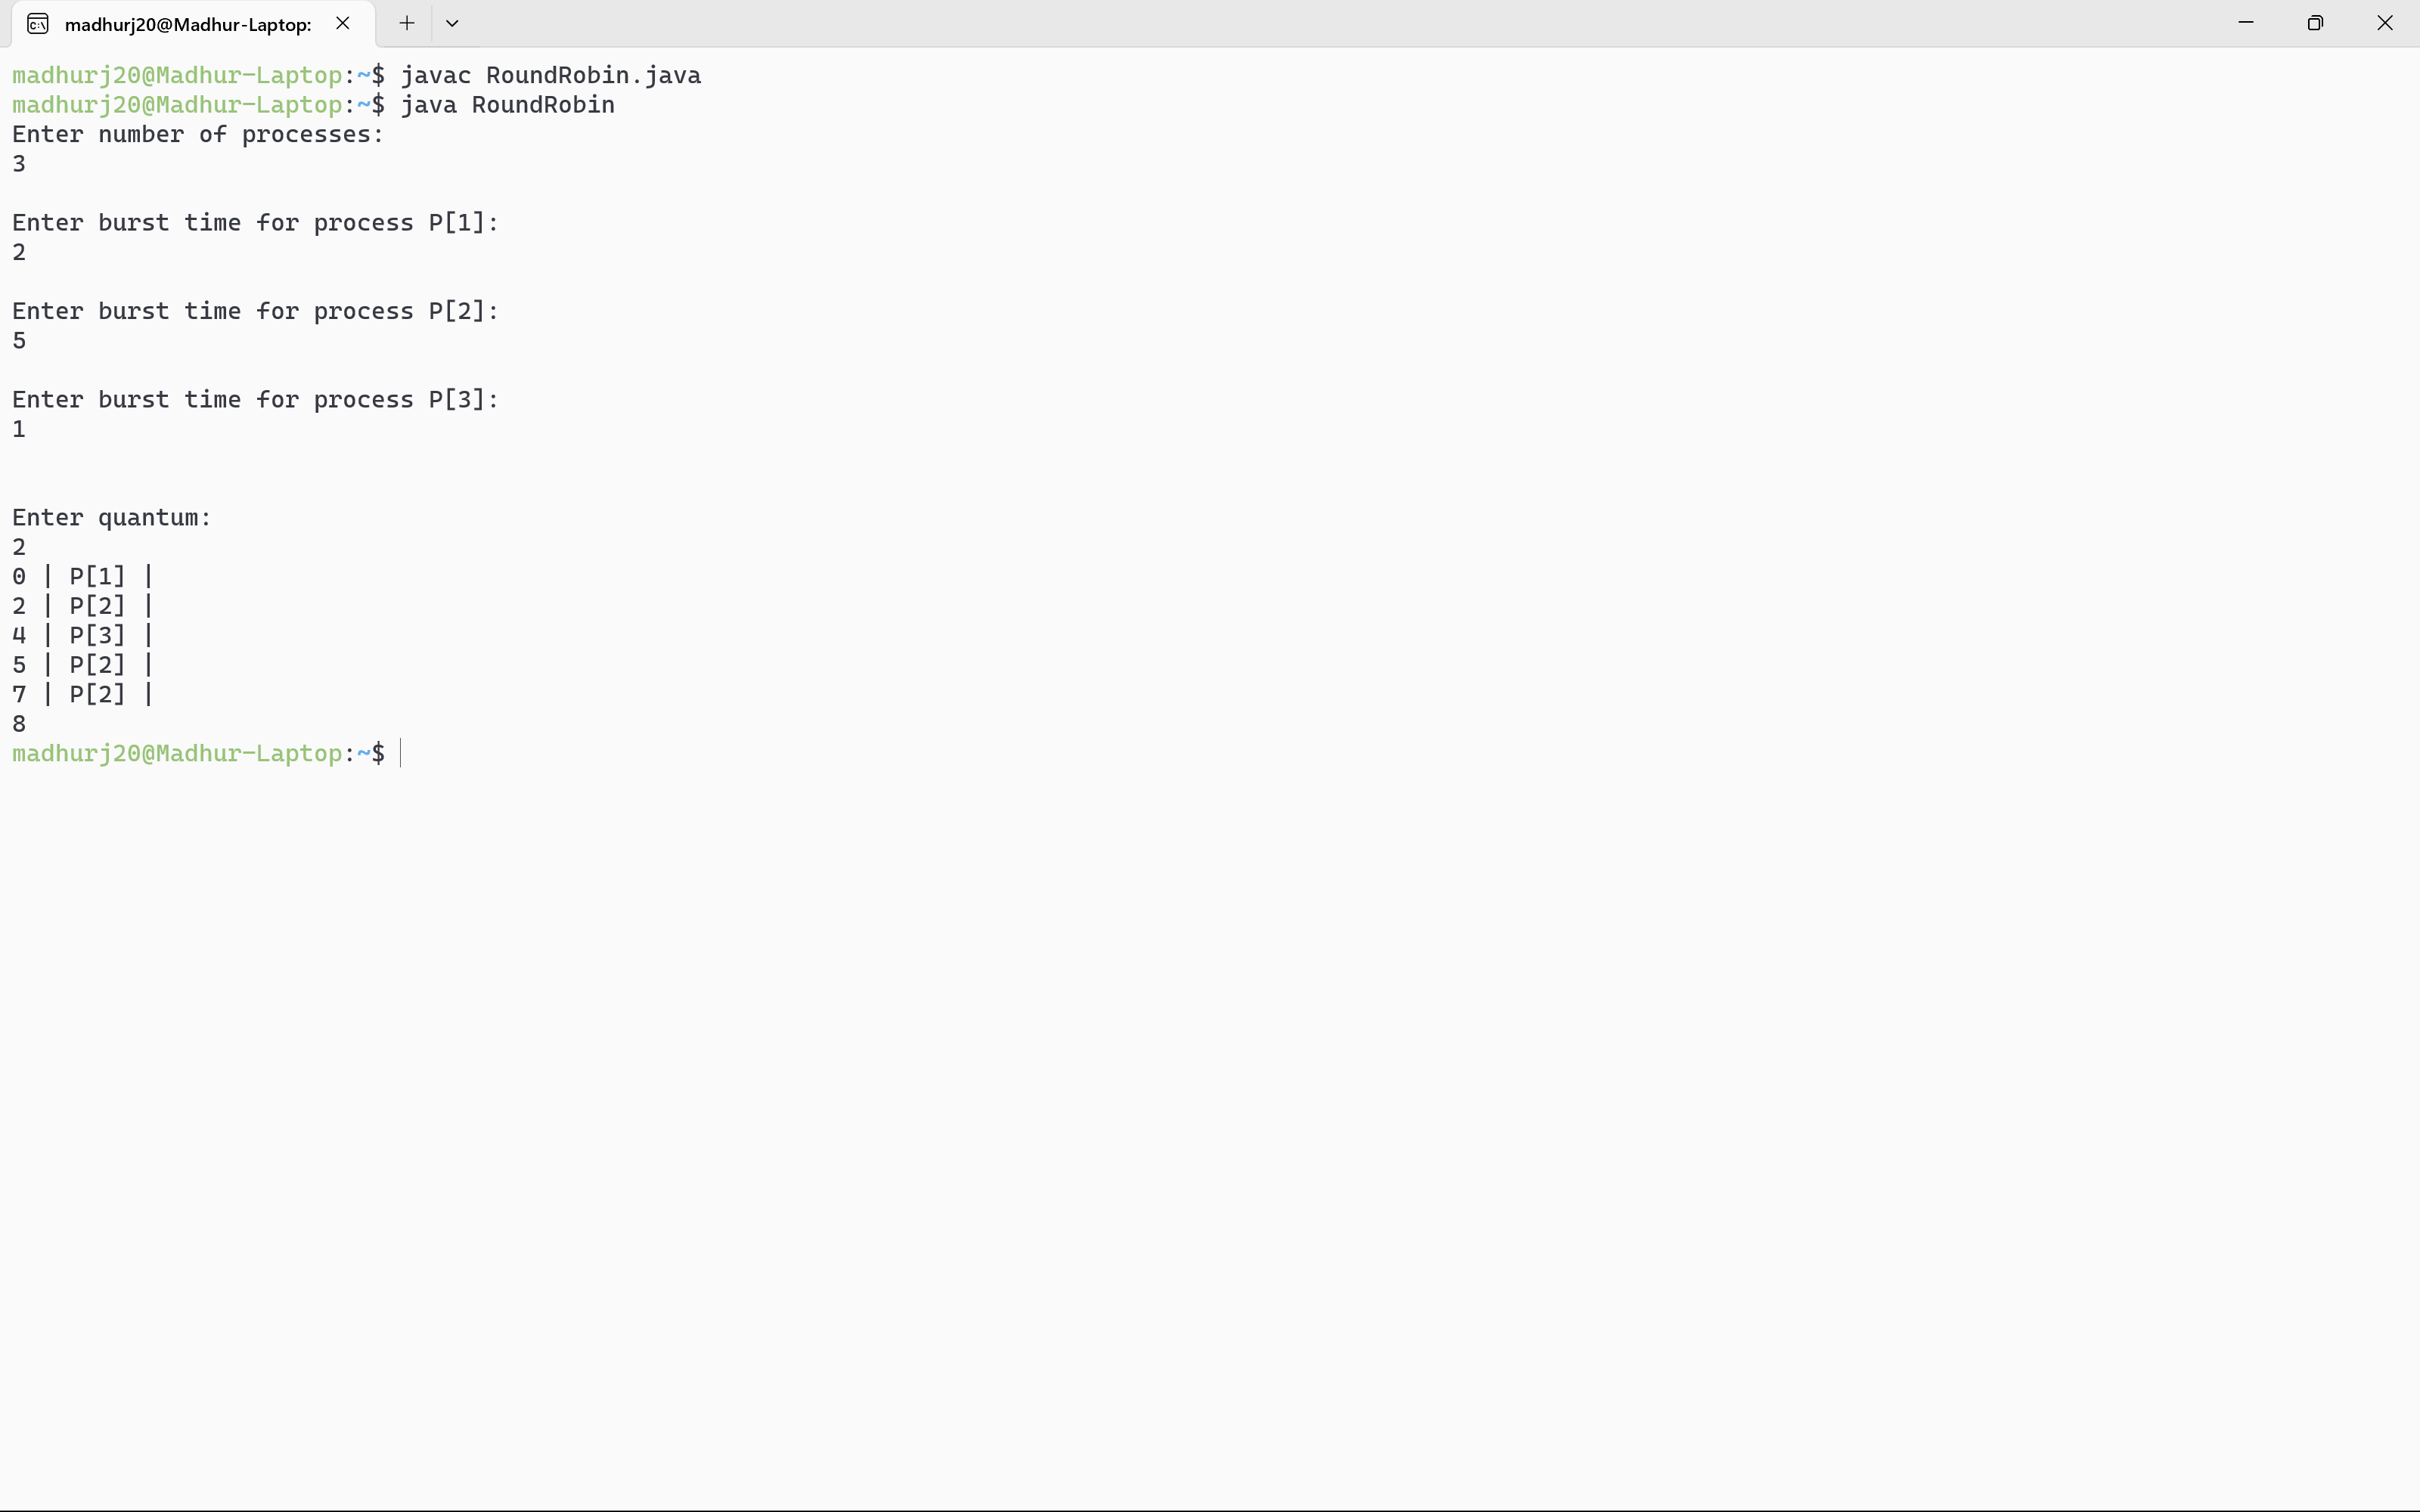 madhurj20@Madhur-Laptop:
madhurj20@Madhur-Laptop:~$ javac RoundRobin.java
madhurj20@Madhur-Laptop:~$ java RoundRobin
Enter number of processes:
3
Enter burst time for process P[1]:
2
Enter burst time for process P[2]:
5
Enter burst time for process P[3]:
1
Enter quantum:
2
0 | P[1] |
2 | P[2] |
4 | P[3] |
5 | P[2] |
7 | P[2] |
8
madhurj20@Madhur-Laptop:~$